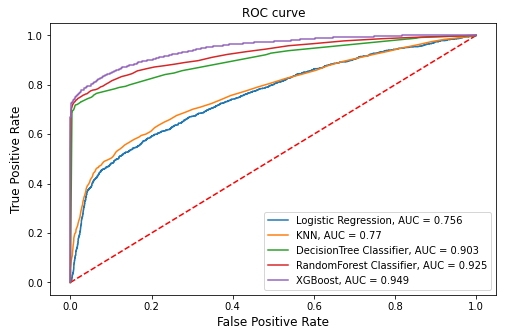 ROC curve
True Positive Rate
1.0
0.8
0.6
0.4
0.2
0.0
Logistic Regression, AUC = 0.756
KNN, AUC = 0.77
DecisionTree Classifier, AUC = 0.903
RandomForest Classifier, AUC = 0.925
XGBoost, AUC = 0.949
0.0 0.2 0.4 0.6 0.8 1.0
False Positive Rate